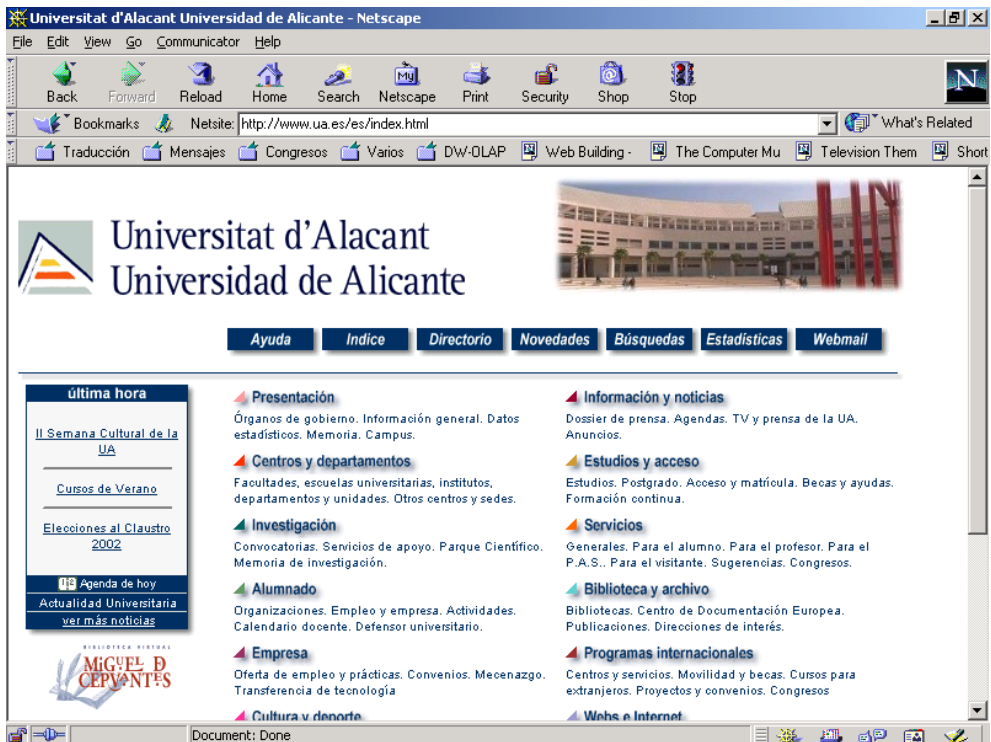 Universitat d'Alacant Universidad de Alicante - Netscape
File Edit View Go Communicator Help
Back Forward Reload Home Search Netscape Print Security Shop Stop
My
N
Bookmarks Netsite: http://www.ua.es/es/index.html What's Related
Traducción Mensajes Congresos Varios DW-OLAP Web Building - The Computer Mu Television Them Short
Universitat d'Alacant
Universidad de Alicante
Ayuda Indice Directorio Novedades Búsquedas Estadísticas Webmail
última hora
II Semana Cultural de la
UA
Cursos de Verano
Elecciones al Claustro
2002
12 Agenda de hoy
Actualidad Universitaria
ver más noticias
BIBLIOTECA VIRTUAL
MiGVEL D
CERVANTES
Presentación
Órganos de gobierno. Información general. Datos
estadísticos. Memoria. Campus.
Centros y departamentos
Facultades, escuelas universitarias, institutos,
departamentos y unidades. Otros centros y sedes.
Investigación
Convocatorias. Servicios de apoyo. Parque Científico.
Memoria de investigación.
Alumnado
Organizaciones. Empleo y empresa. Actividades.
Calendario docente. Defensor universitario.
Empresa
Oferta de empleo y prácticas. Convenios. Mecenazgo.
Transferencia de tecnología
Cultura y deporte
Información y noticias
Dossier de prensa. Agendas. TV y prensa de la UA.
Anuncios.
Estudios y acceso
Estudios. Postgrado. Acceso y matrícula. Becas y ayudas.
Formación continua.
Servicios
Generales. Para el alumno. Para el profesor. Para el
P.A.S.. Para el visitante. Sugerencias. Congresos.
Biblioteca y archivo
Bibliotecas. Centro de Documentación Europea.
Publicaciones. Direcciones de interés.
Programas internacionales
Centros y servicios. Movilidad y becas. Cursos para
extranjeros. Proyectos y convenios. Congresos
Webs e Internet
Document: Done